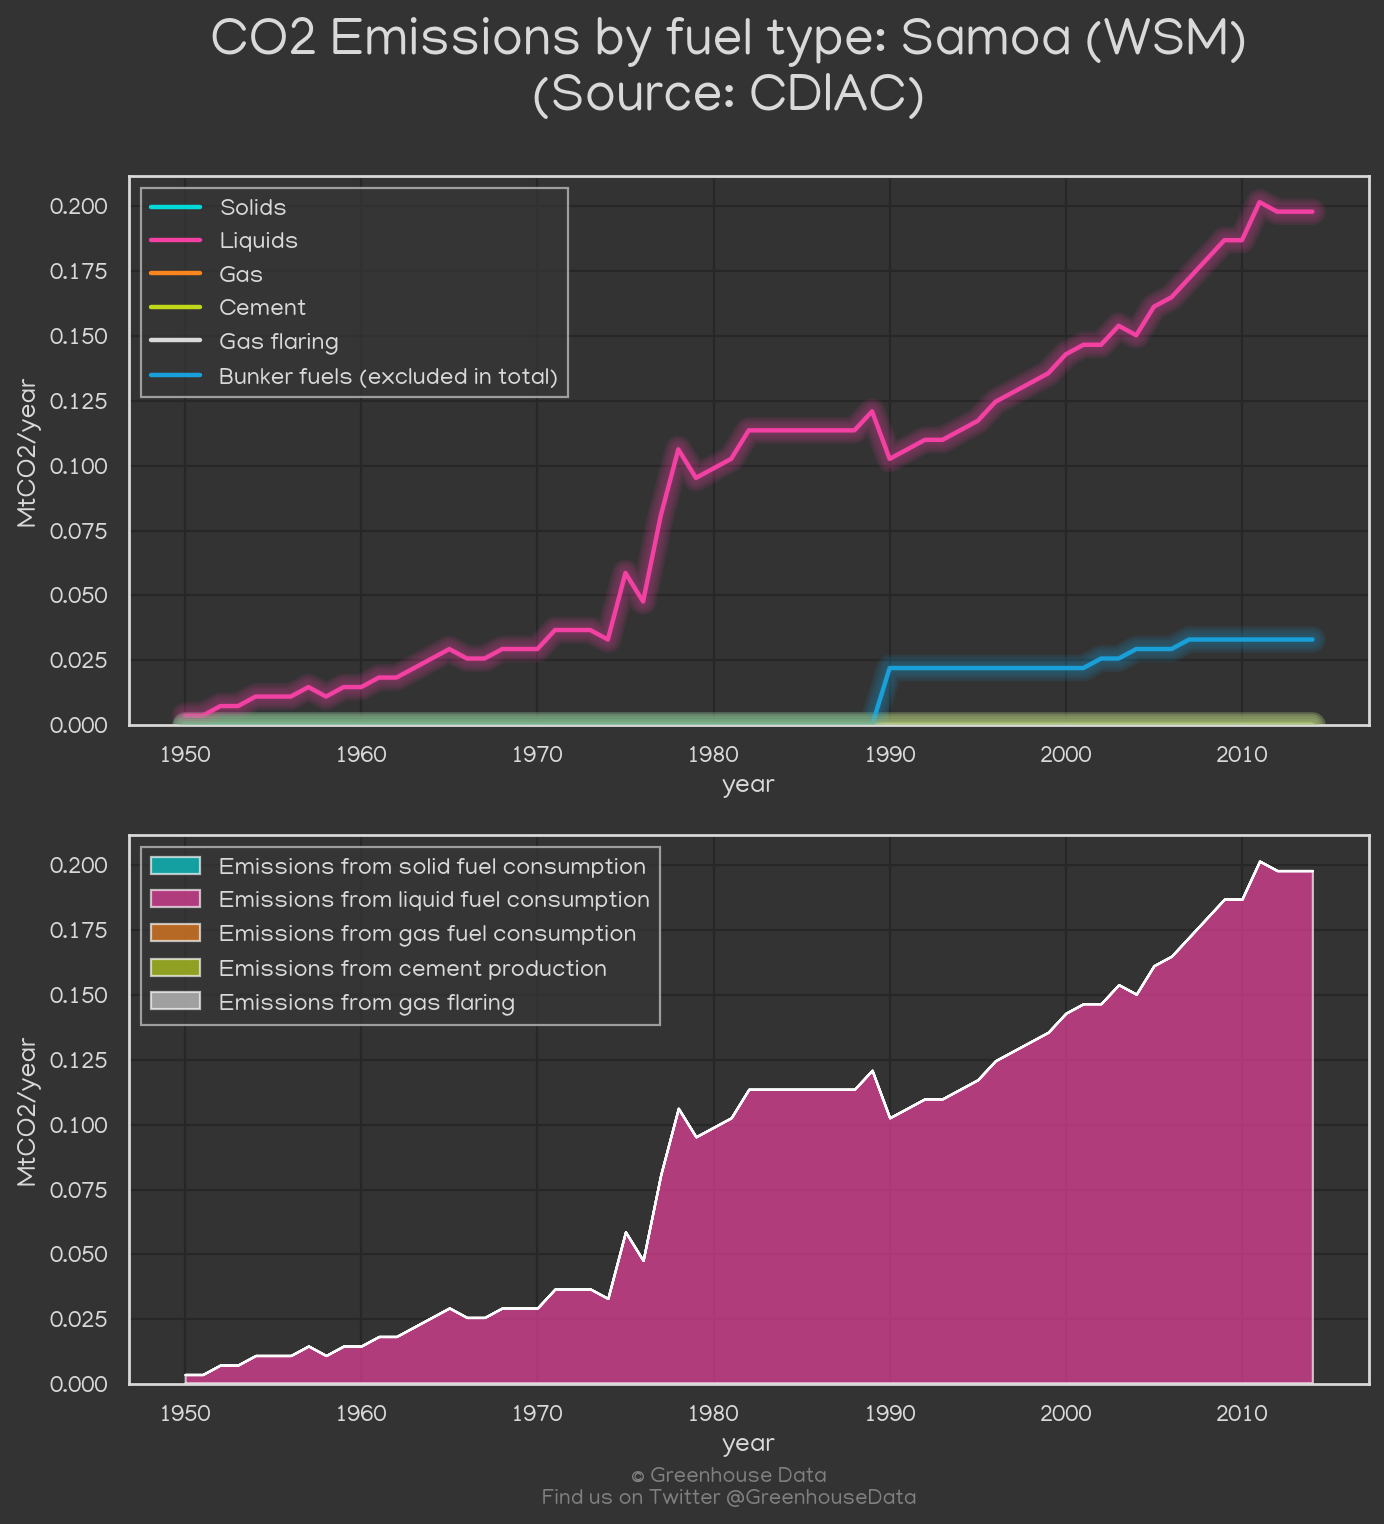 CO2 Emissions by fuel type: Samoa (WSM)
(Source: CDIAC)
0.200
0.175
0.150
0.125
0.100
0.075
0.050
0.025
0.000
MtCO2/year
Solids
Liquids
Gas
Cement
Gas flaring
Bunker fuels (excluded in total)
1950 1960 1970 1980 1990 2000 2010
year
0.200
0.175
0.150
0.125
0.100
0.075
0.050
0.025
0.000
MtCO2/year
Emissions from solid fuel consumption
Emissions from liquid fuel consumption
Emissions from gas fuel consumption
Emissions from cement production
Emissions from gas flaring
1950 1960 1970 1980 1990 2000 2010
year
© Greenhouse Data
Find us on Twitter @GreenhouseData